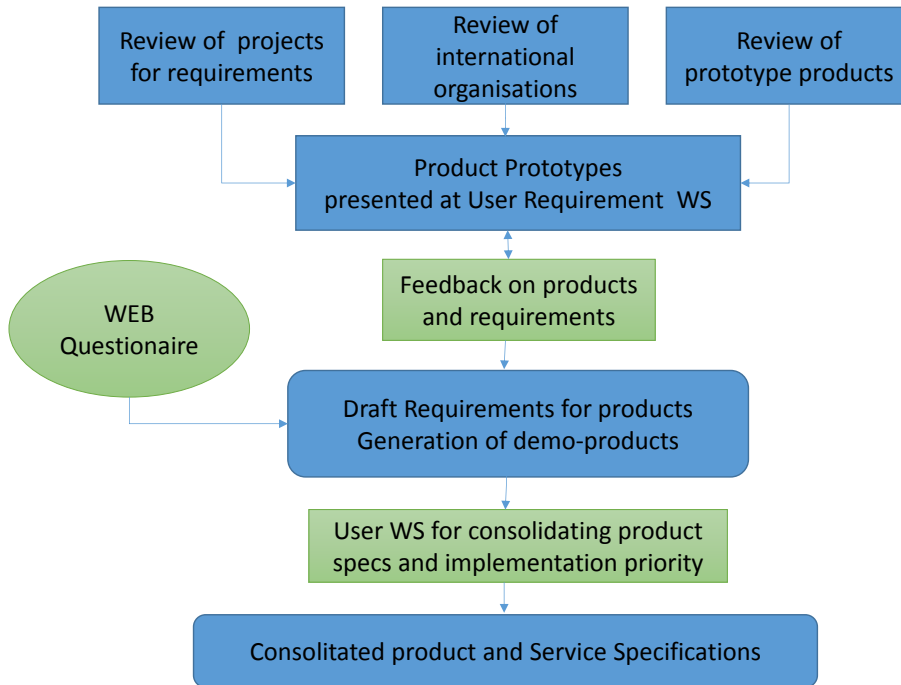 Review of projects
for requirements
Review of
international
organisations
Review of
prototype products
Product Prototypes
presented at User Requirement WS
Feedback on products
and requirements
WEB
Questionaire
Draft Requirements for products
Generation of demo-products
User WS for consolidating product
specs and implementation priority
Consolitated product and Service Specifications